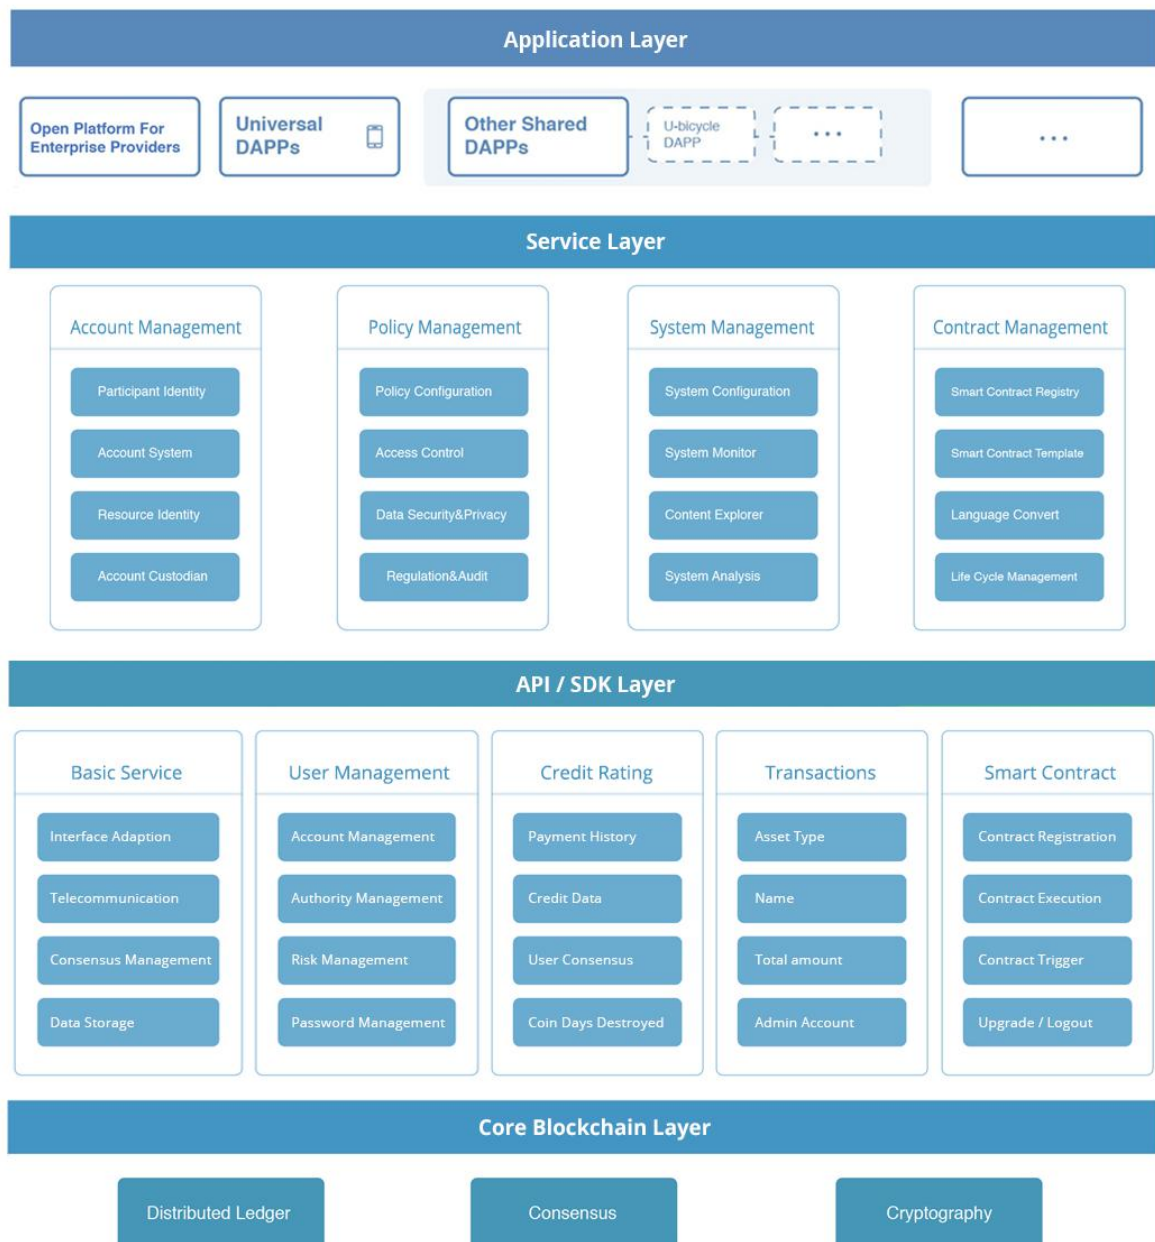 Application Layer
Open Platform For
Enterprise Providers
Universal
DAPPs
Other Shared
DAPPs
U-bicycle
DAPP
...
...
Service Layer
Account Management
Participant Identity
Account System
Resource Identity
Account Custodian
Policy Management
Policy Configuration
Access Control
Data Security&Privacy
Regulation&Audit
System Management
System Configuration
System Monitor
Content Explorer
System Analysis
Contract Management
Smart Contract Registry
Smart Contract Template
Language Convert
Life Cycle Management
API / SDK Layer
Basic Service
Interface Adaption
Telecommunication
Consensus Management
Data Storage
User Management
Account Management
Authority Management
Risk Management
Password Management
Credit Rating
Payment History
Credit Data
User Consensus
Coin Days Destroyed
Transactions
Asset Type
Name
Total amount
Admin Account
Smart Contract
Contract Registration
Contract Execution
Contract Trigger
Upgrade / Logout
Core Blockchain Layer
Distributed Ledger
Consensus
Cryptography